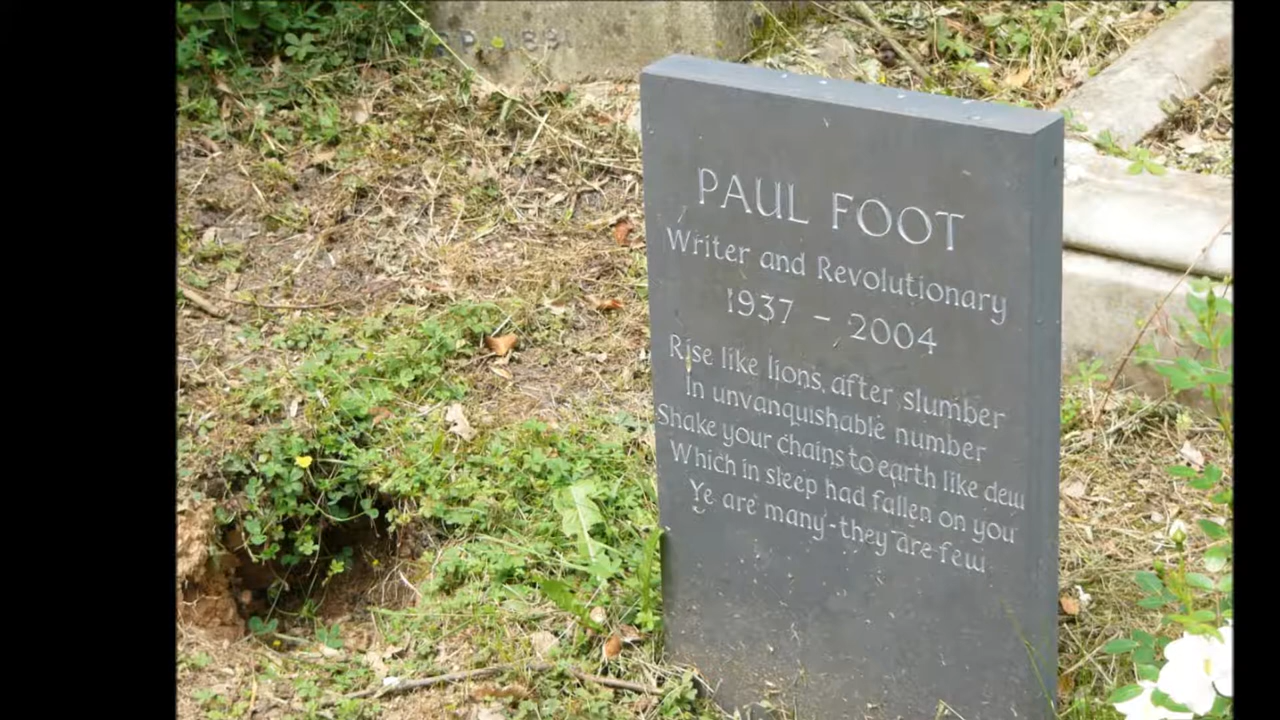 PAUL FOOT
Writer and Revolutionary
1937 – 2004
Rise like lions after slumber
In unvanquishable number
Shake your chains to earth like dew
Which in sleep had fallen on you
Ye are many-they are few